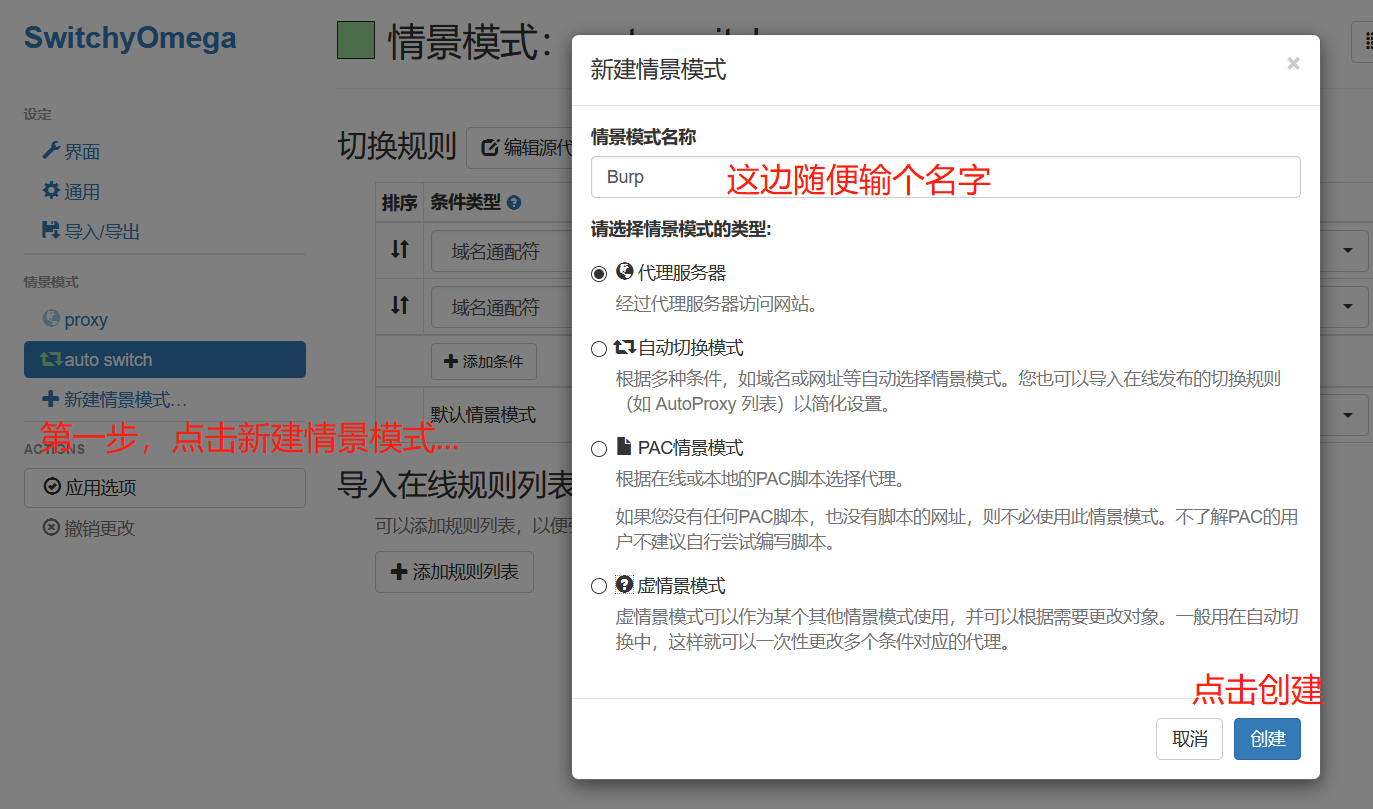 SwitchyOmega
设定
界面
通用
导入/导出
情景模式
proxy
auto switch
新建情景模式...
第一步，点击新建情景模式...
ACTIONS
应用选项
撤销更改
情景模式：
切换规则
编辑源代
排序 条件类型
域名通配符
域名通配符
添加条件
默认情景模式
导入在线规则列表
可以添加规则列表，以便
添加规则列表
新建情景模式
×
情景模式名称
Burp
这边随便输个名字
请选择情景模式的类型:
代理服务器
经过代理服务器访问网站。
自动切换模式
根据多种条件，如域名或网址等自动选择情景模式。您也可以导入在线发布的切换规则
（如 AutoProxy 列表）以简化设置。
PAC情景模式
根据在线或本地的PAC脚本选择代理。
如果您没有任何PAC脚本，也没有脚本的网址，则不必使用此情景模式。不了解PAC的用
户不建议自行尝试编写脚本。
虚情景模式
虚情景模式可以作为某个其他情景模式使用，并可以根据需要更改对象。一般用在自动切
换中，这样就可以一次性更改多个条件对应的代理。
点击创建
取消
创建